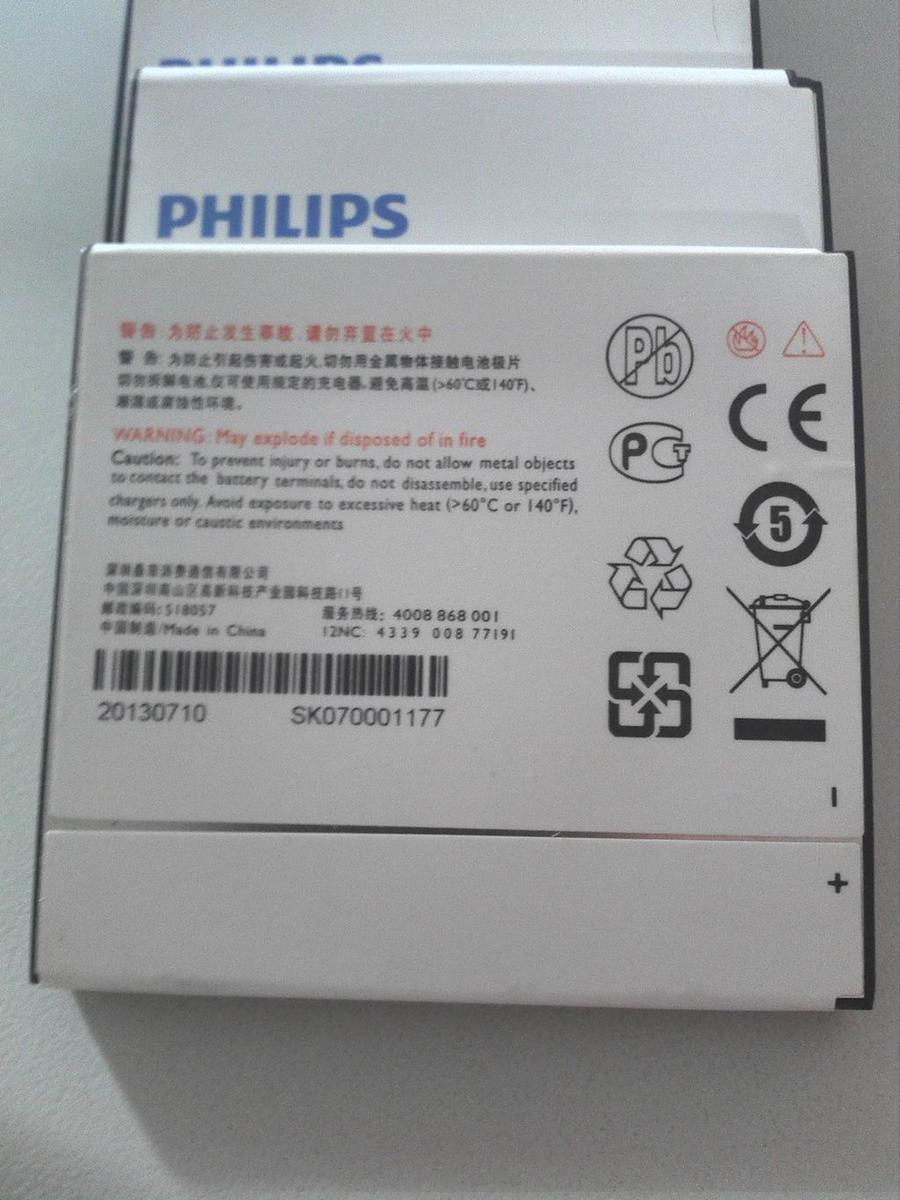 PHILIPS
PHILIPS
警告:为防止发生事故,请勿弃置在火中
警 告: 为防止引起伤害或起火,切勿用金属物体接触电池极片
切勿拆解电池,仅可使用规定的充电器,避免高温(>60°C或140°F)、
潮湿或腐蚀性环境。
WARNING: May explode if disposed of in fire
Caution: To prevent injury or burns, do not allow metal objects
to contact the battery terminals, do not disassemble, use specified
chargers only. Avoid exposure to excessive heat (>60°C or 140°F),
moisture or caustic environments
深圳桑菲消费通信有限公司
中国深圳南山区高新科技产业园科技路11号
邮政编码: 518057 服务热线: 4008 868 001
中国制造/Made in China 12NC: 4339 008 77191
20130710 SK070001177
Pb
PCT
CE
5
-
+